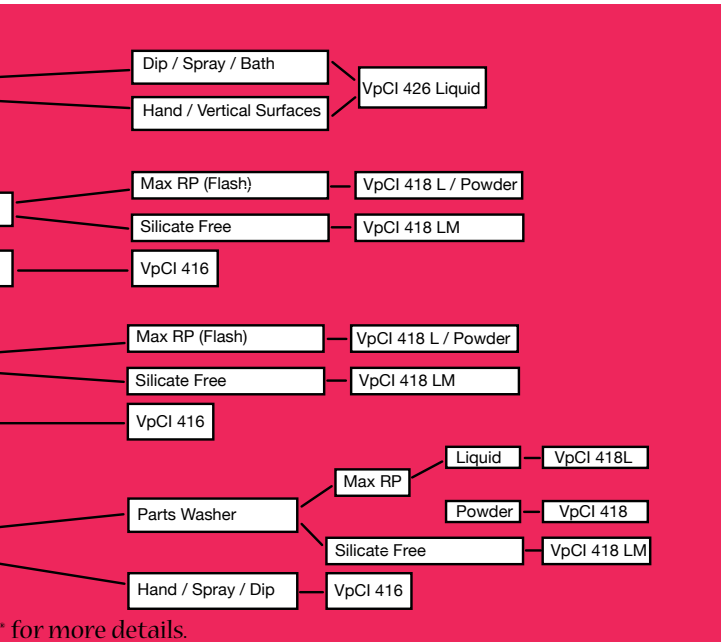 Dip / Spray / Bath
VpCI 426 Liquid
Hand / Vertical Surfaces
Max RP (Flash)
VpCI 418 L / Powder
Silicate Free
VpCI 418 LM
VpCI 416
Max RP (Flash)
VpCI 418 L / Powder
Silicate Free
VpCI 418 LM
VpCI 416
Liquid
VpCI 418L
Max RP
Parts Washer
Powder
VpCI 418
Silicate Free
VpCI 418 LM
Hand / Spray / Dip
VpCI 416
* for more details.